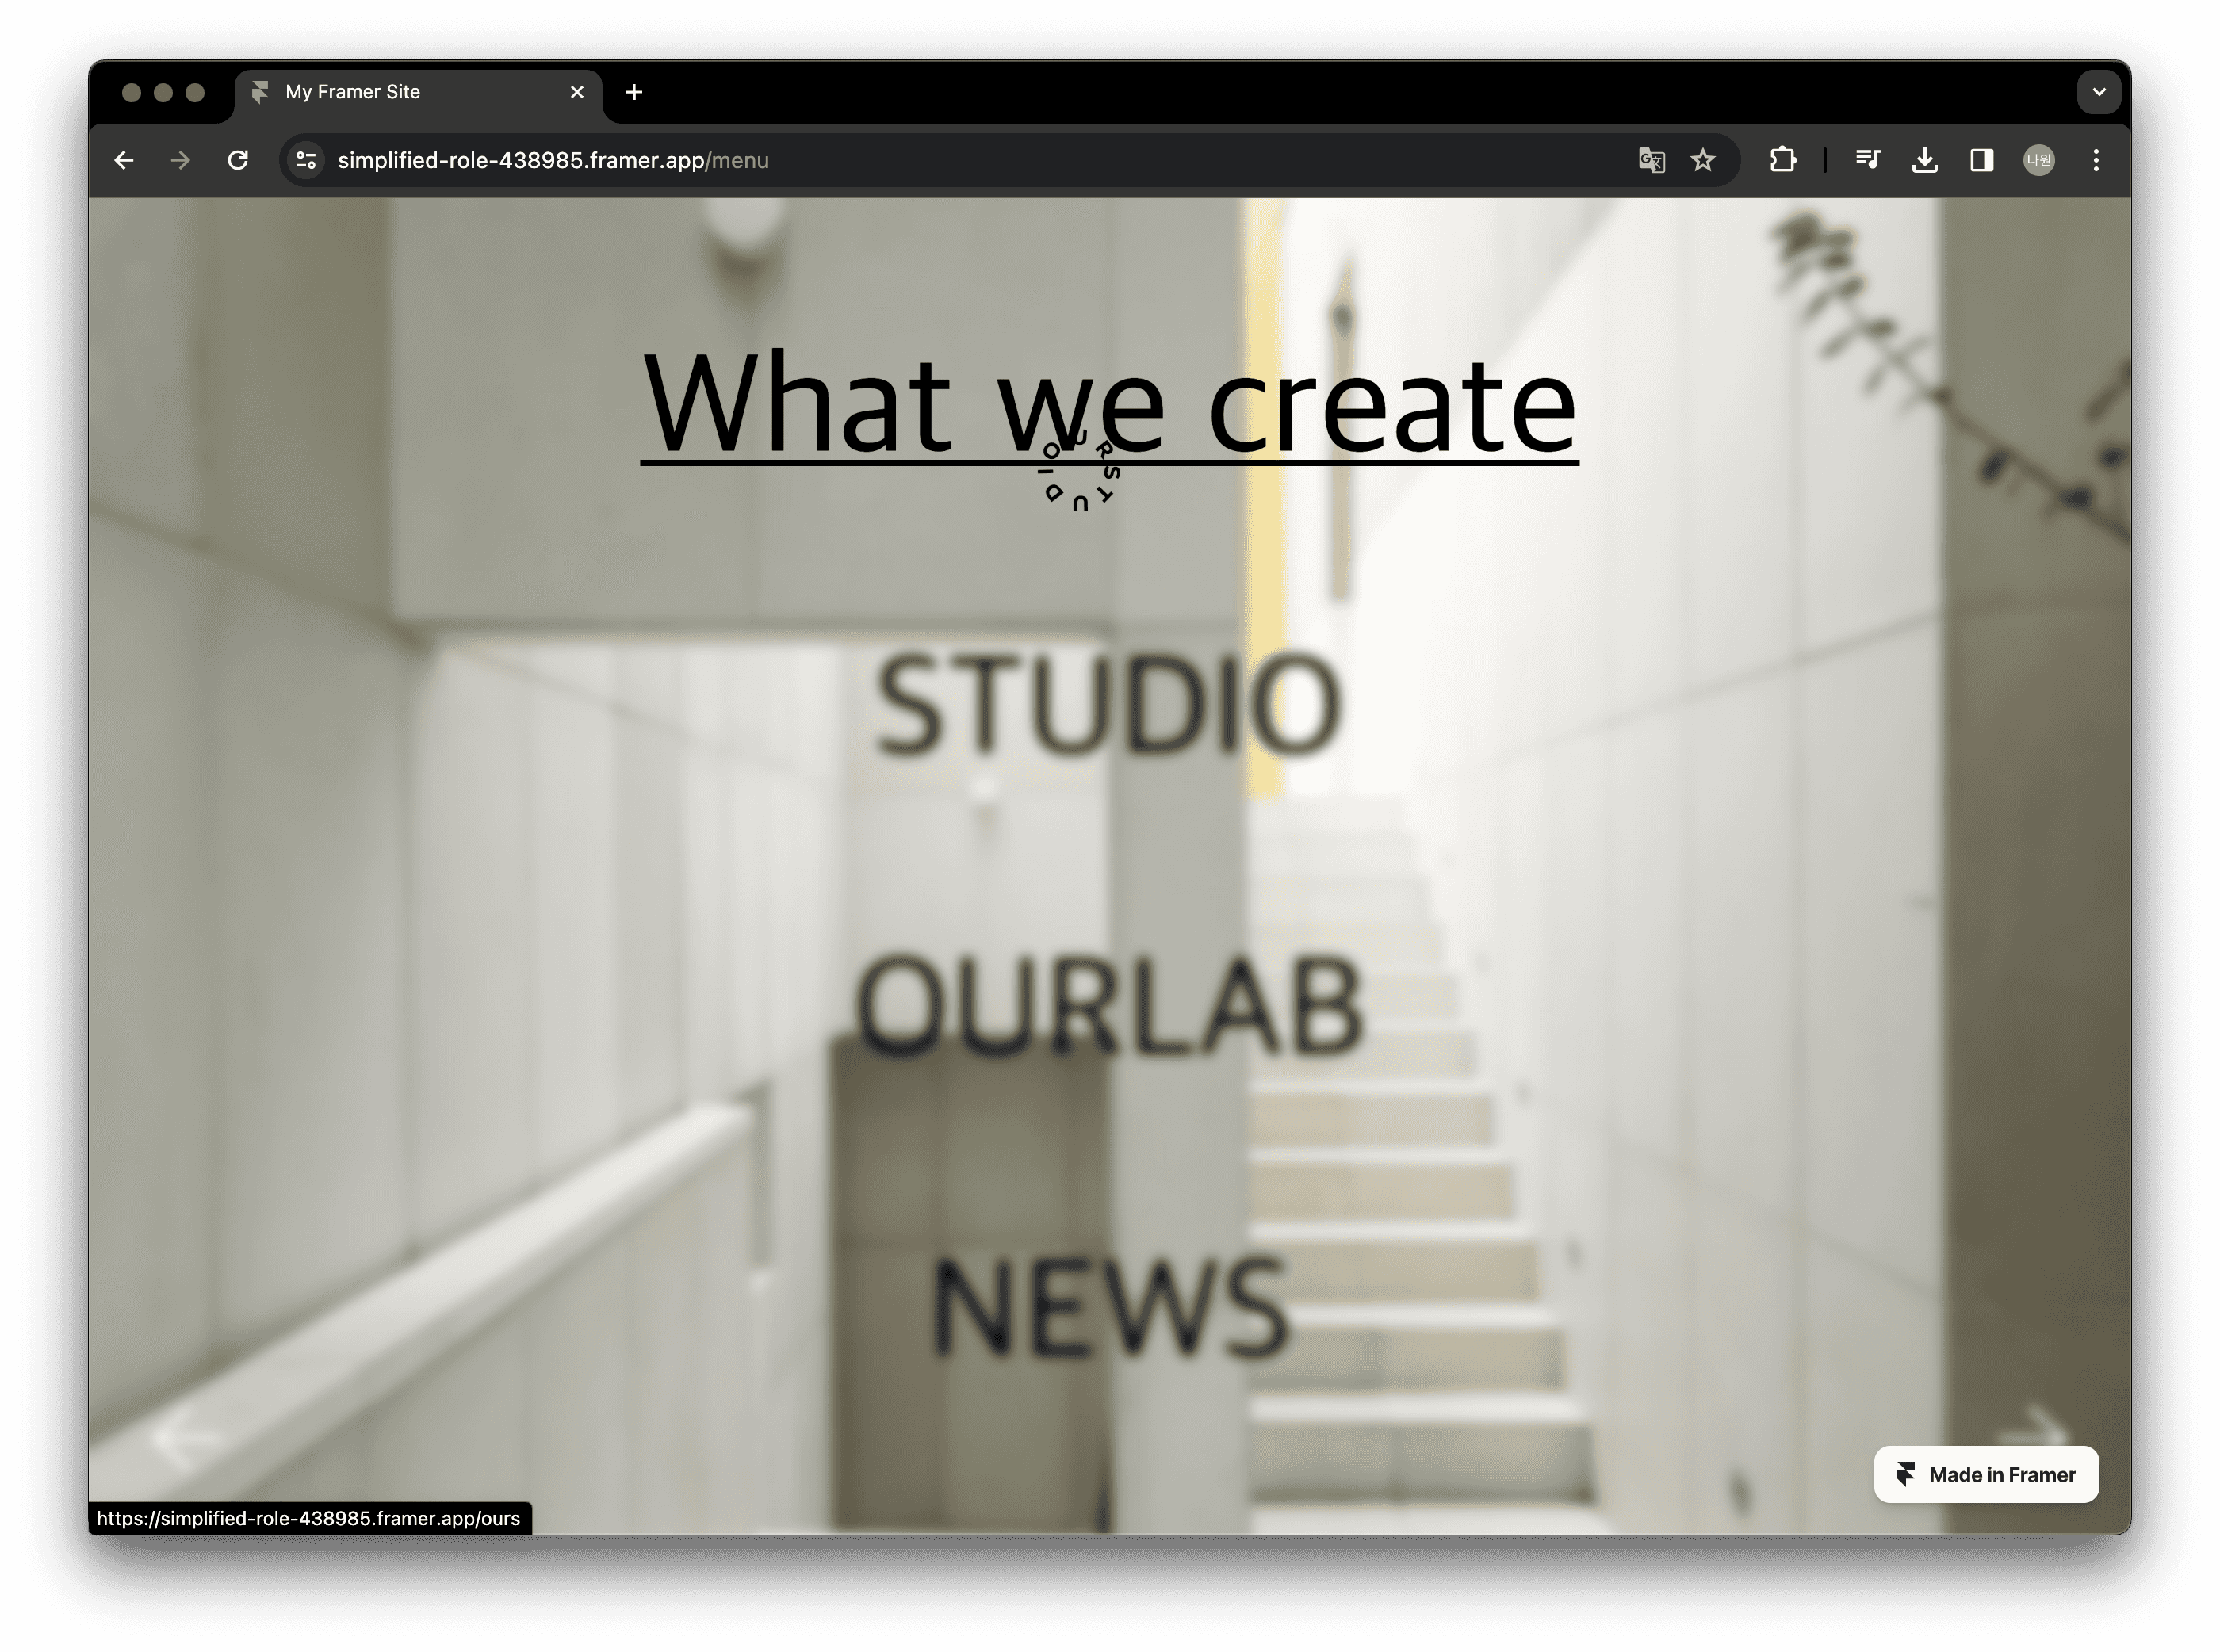 My Framer Site
simplified-role-438985.framer.app/menu
나원
What we create
OURSTUDIO
STUDIO
OURLAB
NEWS
Made in Framer
https://simplified-role-438985.framer.app/ours